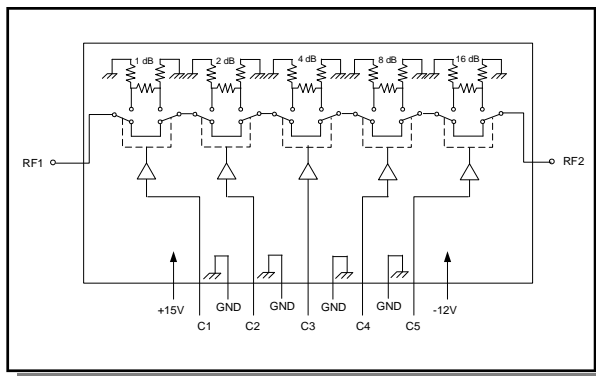 1 dB 2 dB 4 dB 8 dB 16 dB
RF1 RF2
+15V GND GND GND GND -12V
C1 C2 C3 C4 C5